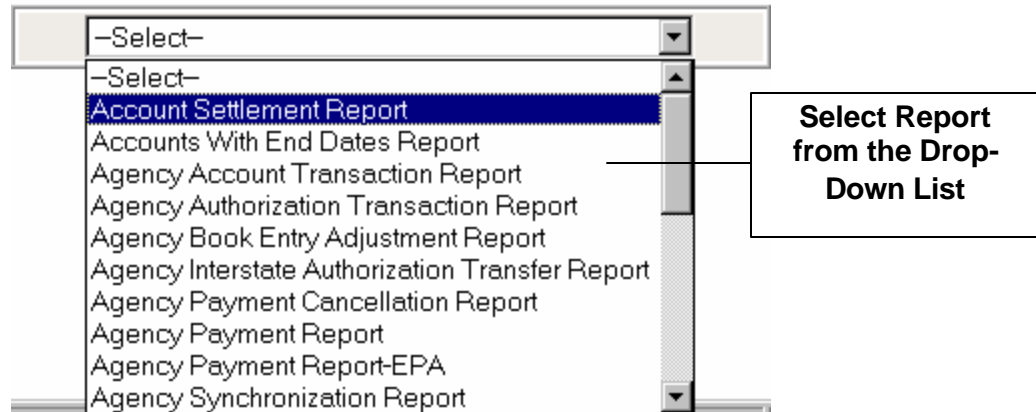 –Select–
–Select–
Account Settlement Report
Accounts With End Dates Report
Agency Account Transaction Report
Agency Authorization Transaction Report
Agency Book Entry Adjustment Report
Agency Interstate Authorization Transfer Report
Agency Payment Cancellation Report
Agency Payment Report
Agency Payment Report-EPA
Agency Synchronization Report
Select Report
from the Drop-
Down List